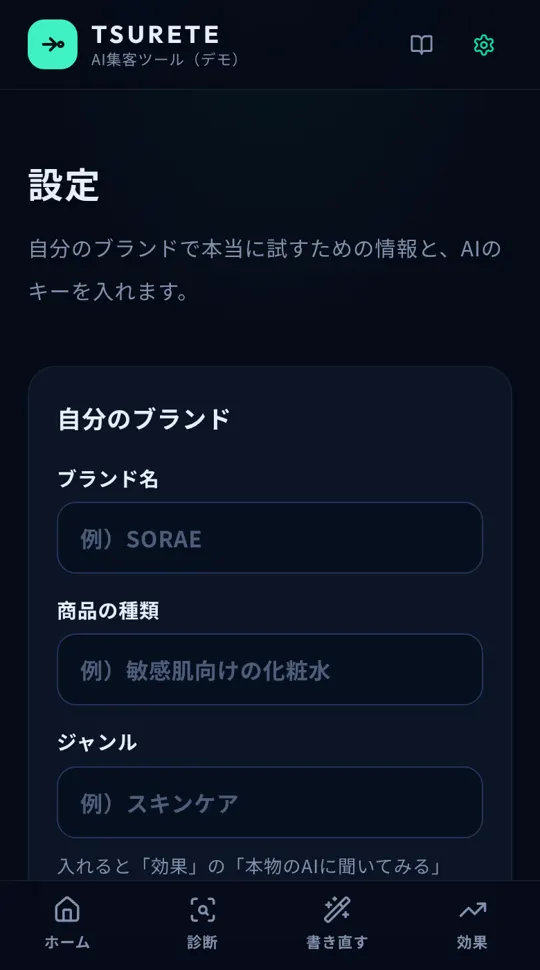 TSURETE
AI集客ツール（デモ）
設定
自分のブランドで本当に試すための情報と、AIの
キーを入れます。
自分のブランド
ブランド名
例）SORAE
商品の種類
例）敏感肌向けの化粧水
ジャンル
例）スキンケア
入れると「効果」の「本物のAIに聞いてみる」
ホーム
診断
書き直す
効果